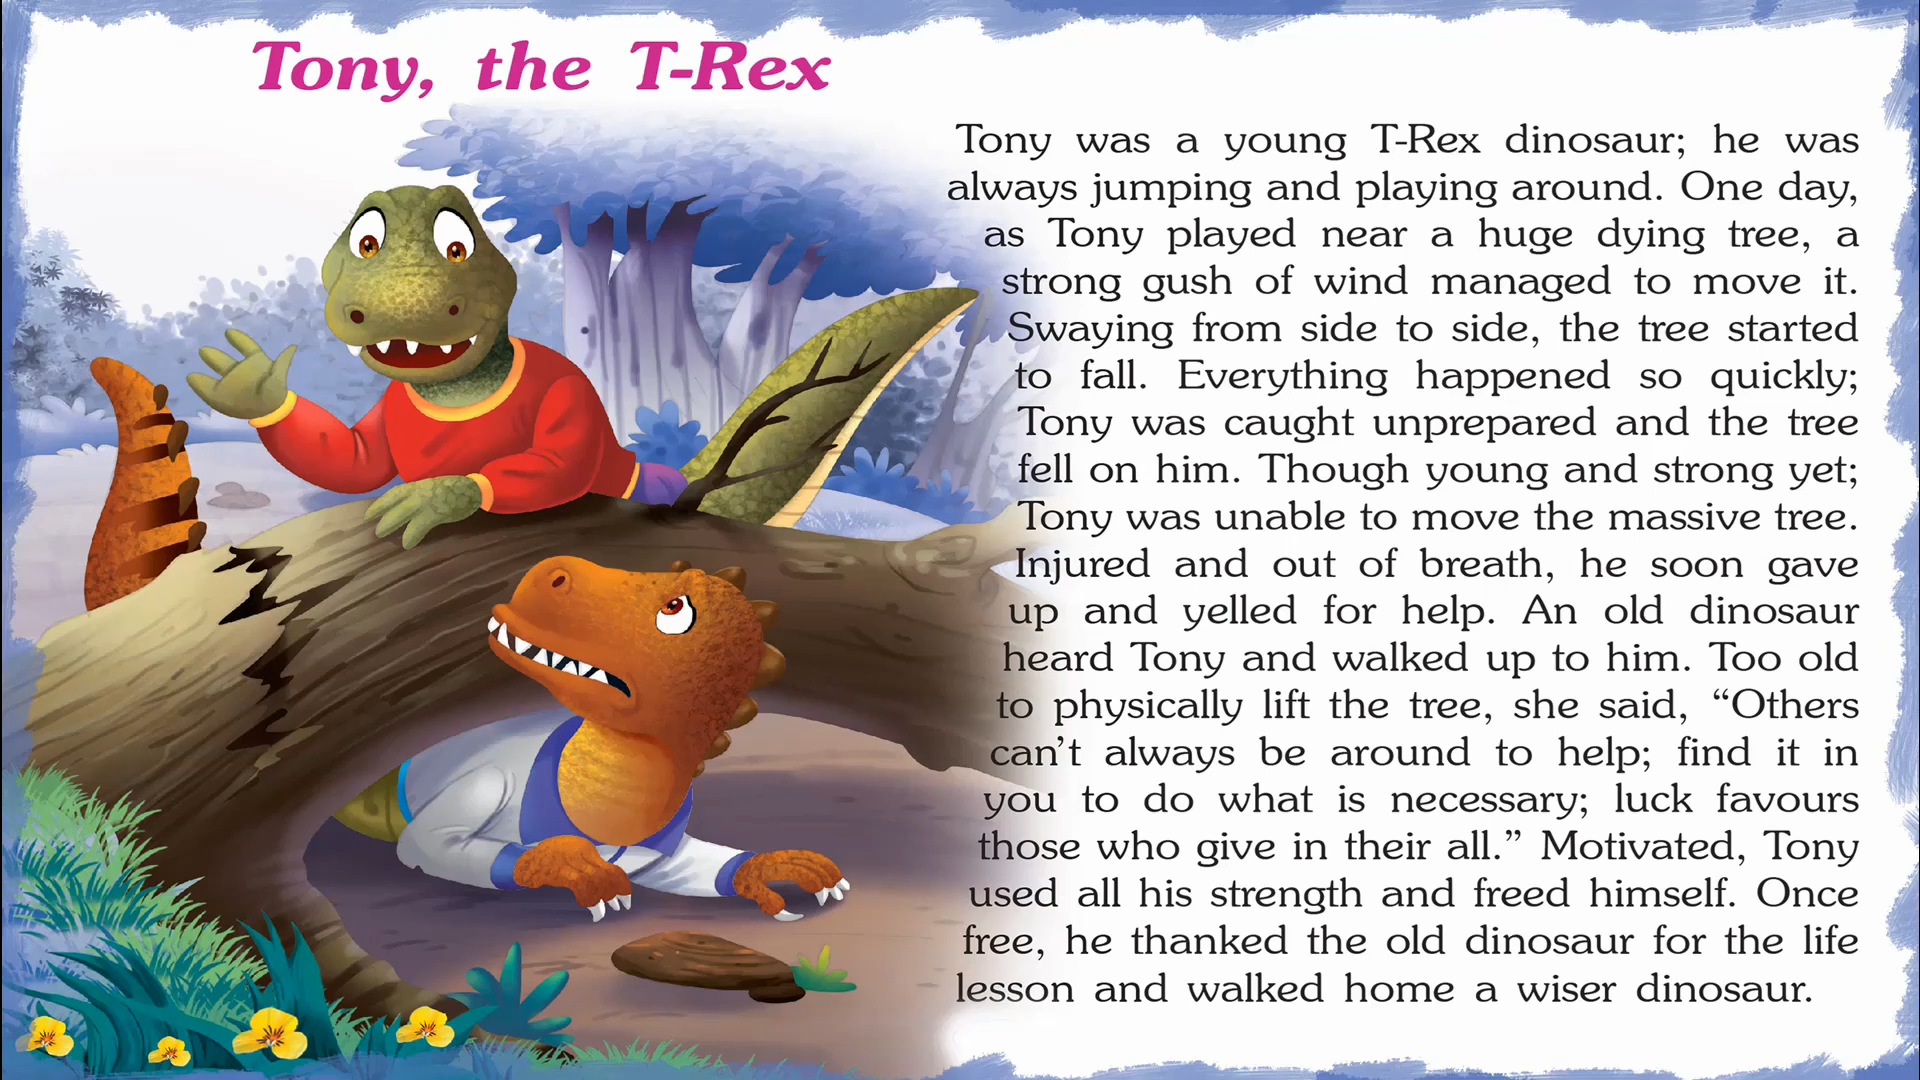 Tony, the T-Rex
Tony was a young T-Rex dinosaur; he was
always jumping and playing around. One day,
as Tony played near a huge dying tree, a
strong gush of wind managed to move it.
Swaying from side to side, the tree started
to fall. Everything happened so quickly;
Tony was caught unprepared and the tree
fell on him. Though young and strong yet;
Tony was unable to move the massive tree.
Injured and out of breath, he soon gave
up and yelled for help. An old dinosaur
heard Tony and walked up to him. Too old
to physically lift the tree, she said, “Others
can’t always be around to help; find it in
you to do what is necessary; luck favours
those who give in their all.” Motivated, Tony
used all his strength and freed himself. Once
free, he thanked the old dinosaur for the life
lesson and walked home a wiser dinosaur.